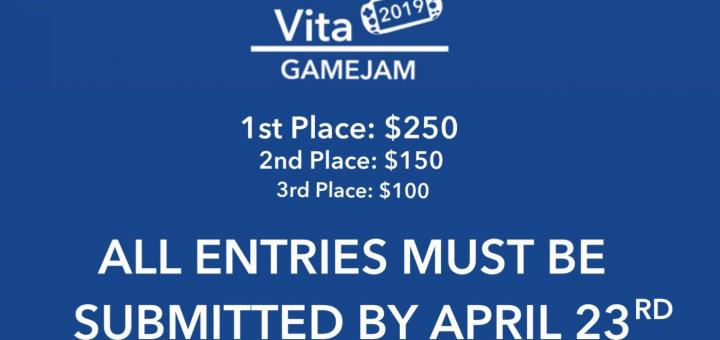 Vita 2019
GAMEJAM
1st Place: $250
2nd Place: $150
3rd Place: $100
ALL ENTRIES MUST BE
SUBMITTED BY APRIL 23RD